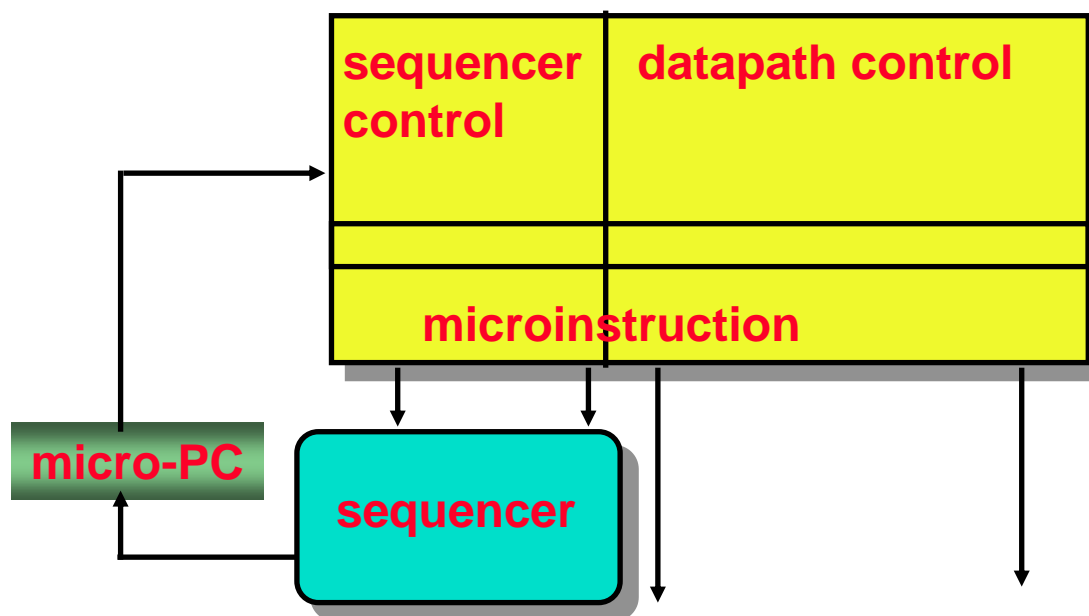 sequencer
control
datapath control
microinstruction
micro-PC
sequencer